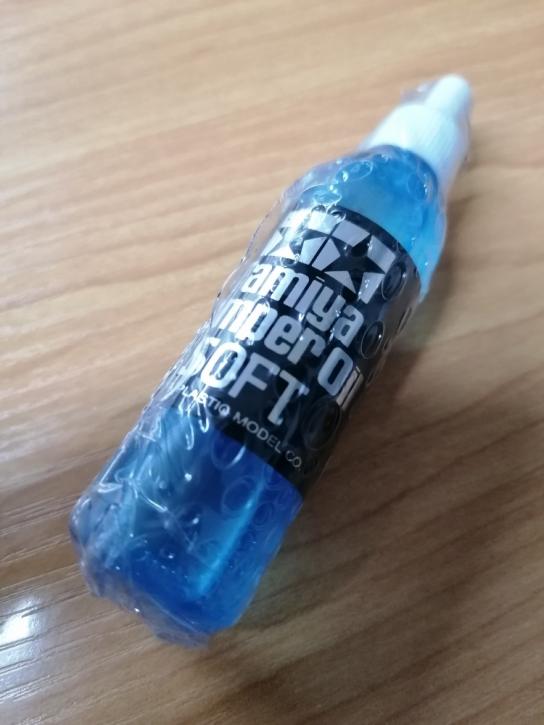 amiya
mper Oil
SOFT
PLASTIC MODEL CO.